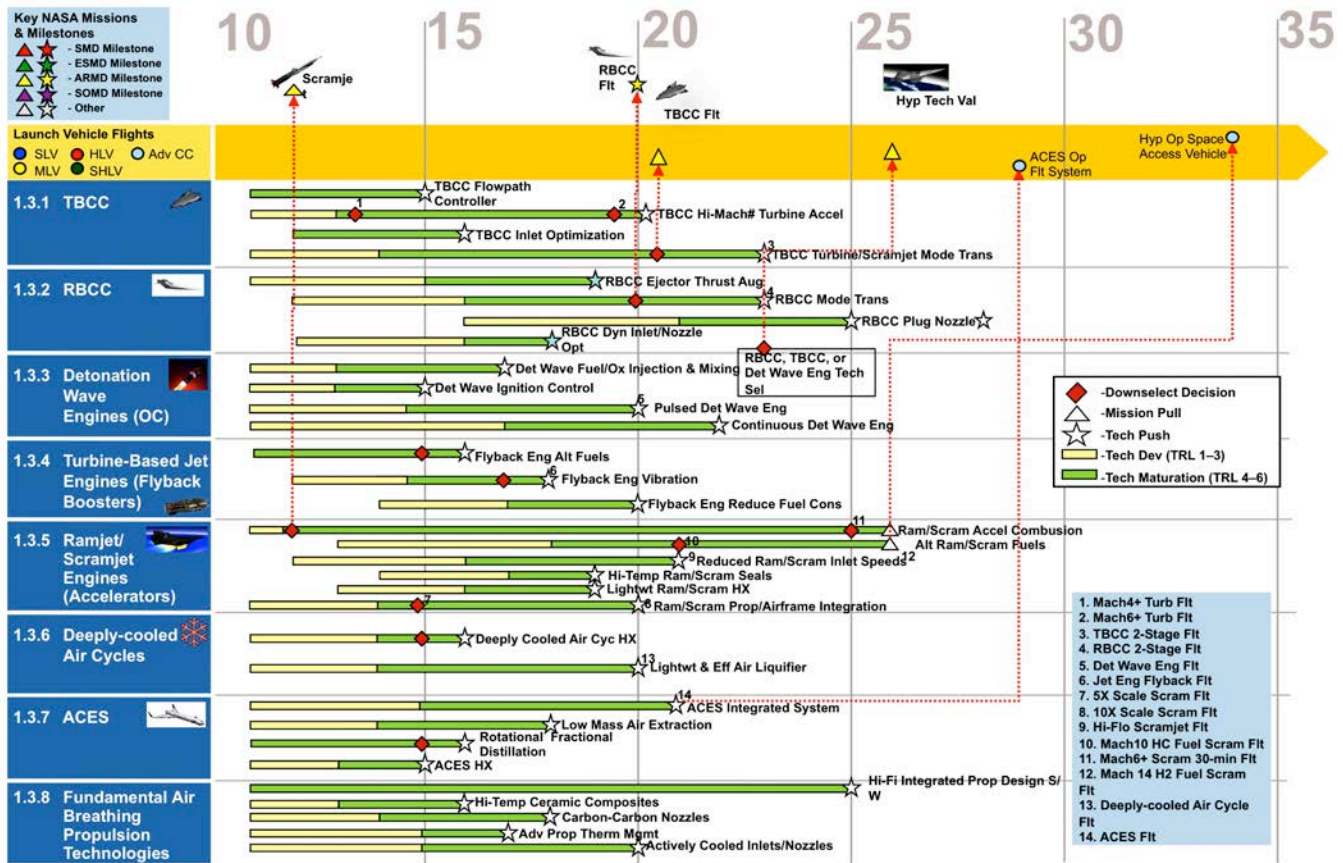 Key NASA Missions
& Milestones
- SMD Milestone
- ESMD Milestone
- ARMD Milestone
- SOMD Milestone
- Other
10
15
20
25
30
35
Scramje
t
RBCC
Flt
TBCC Flt
Hyp Tech Val
Launch Vehicle Flights
SLV
HLV
Adv CC
MLV
SHLV
ACES Op
Flt System
Hyp Op Space
Access Vehicle
1.3.1 TBCC
TBCC Flowpath
Controller
1
2
TBCC Hi-Mach# Turbine Accel
TBCC Inlet Optimization
3
TBCC Turbine/Scramjet Mode Trans
1.3.2 RBCC
RBCC Ejector Thrust Aug
4
RBCC Mode Trans
RBCC Plug Nozzle
RBCC Dyn Inlet/Nozzle
Opt
RBCC, TBCC, or
Det Wave Eng Tech
Sel
1.3.3 Detonation
Wave
Engines (OC)
Det Wave Fuel/Ox Injection & Mixing
Det Wave Ignition Control
5
Pulsed Det Wave Eng
Continuous Det Wave Eng
-Downselect Decision
-Mission Pull
-Tech Push
-Tech Dev (TRL 1–3)
-Tech Maturation (TRL 4–6)
1.3.4 Turbine-Based Jet
Engines (Flyback
Boosters)
Flyback Eng Alt Fuels
6
Flyback Eng Vibration
Flyback Eng Reduce Fuel Cons
1.3.5 Ramjet/
Scramjet
Engines
(Accelerators)
11
Ram/Scram Accel Combusion
10
Alt Ram/Scram Fuels
12
9
Reduced Ram/Scram Inlet Speeds
Hi-Temp Ram/Scram Seals
Lightwt Ram/Scram HX
7
8
Ram/Scram Prop/Airframe Integration
1.3.6 Deeply-cooled
Air Cycles
Deeply Cooled Air Cyc HX
13
Lightwt & Eff Air Liquifier
1.3.7 ACES
14
ACES Integrated System
Low Mass Air Extraction
Rotational Fractional
Distillation
ACES HX
1.3.8 Fundamental Air
Breathing
Propulsion
Technologies
Hi-Fi Integrated Prop Design S/
W
Hi-Temp Ceramic Composites
Carbon-Carbon Nozzles
Adv Prop Therm Mgmt
Actively Cooled Inlets/Nozzles
1. Mach4+ Turb Flt
2. Mach6+ Turb Flt
3. TBCC 2-Stage Flt
4. RBCC 2-Stage Flt
5. Det Wave Eng Flt
6. Jet Eng Flyback Flt
7. 5X Scale Scram Flt
8. 10X Scale Scram Flt
9. Hi-Flo Scramjet Flt
10. Mach10 HC Fuel Scram Flt
11. Mach6+ Scram 30-min Flt
12. Mach 14 H2 Fuel Scram
Flt
13. Deeply-cooled Air Cycle
Flt
14. ACES Flt